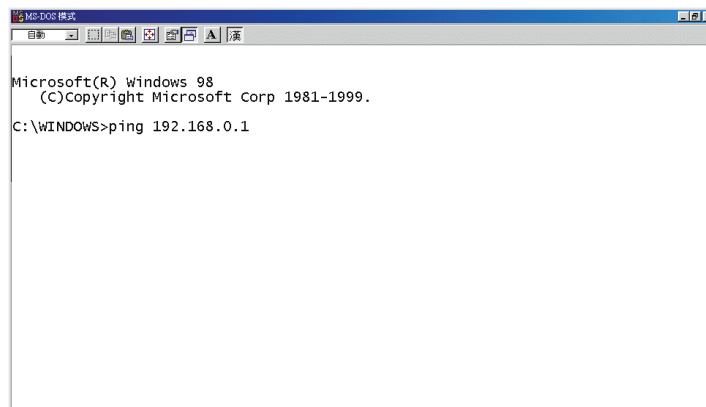 MS-DOS 模式
自動 A 漢
Microsoft(R) Windows 98
(C)Copyright Microsoft Corp 1981-1999.
C:\WINDOWS>ping 192.168.0.1